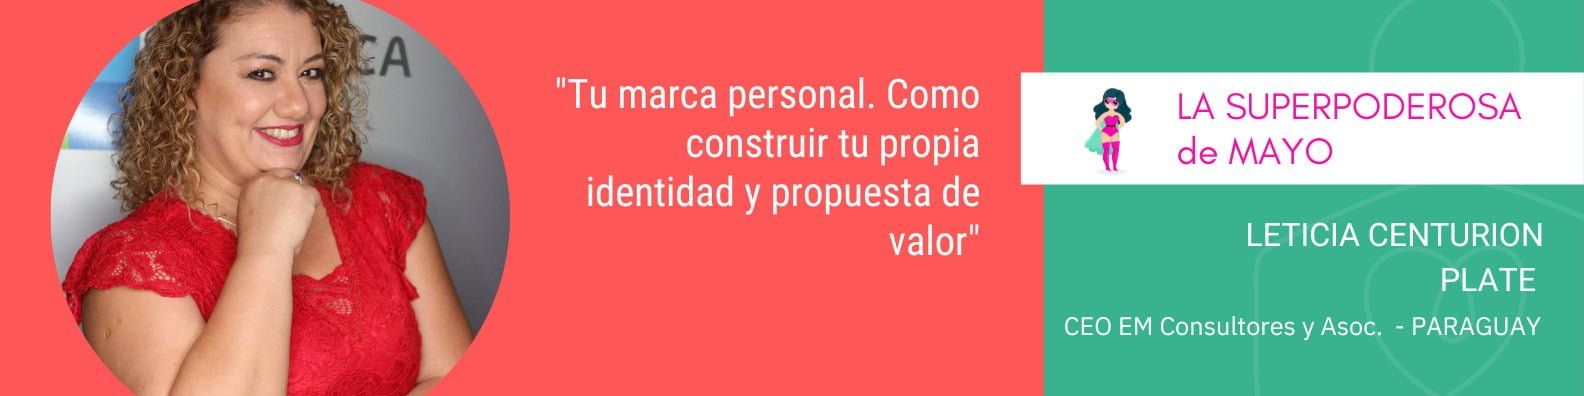 CA
"Tu marca personal. Como
construir tu propia
identidad y propuesta de
valor"
LA SUPERPODEROSA
de MAYO
LETICIA CENTURION
PLATE
CEO EM Consultores y Asoc. - PARAGUAY